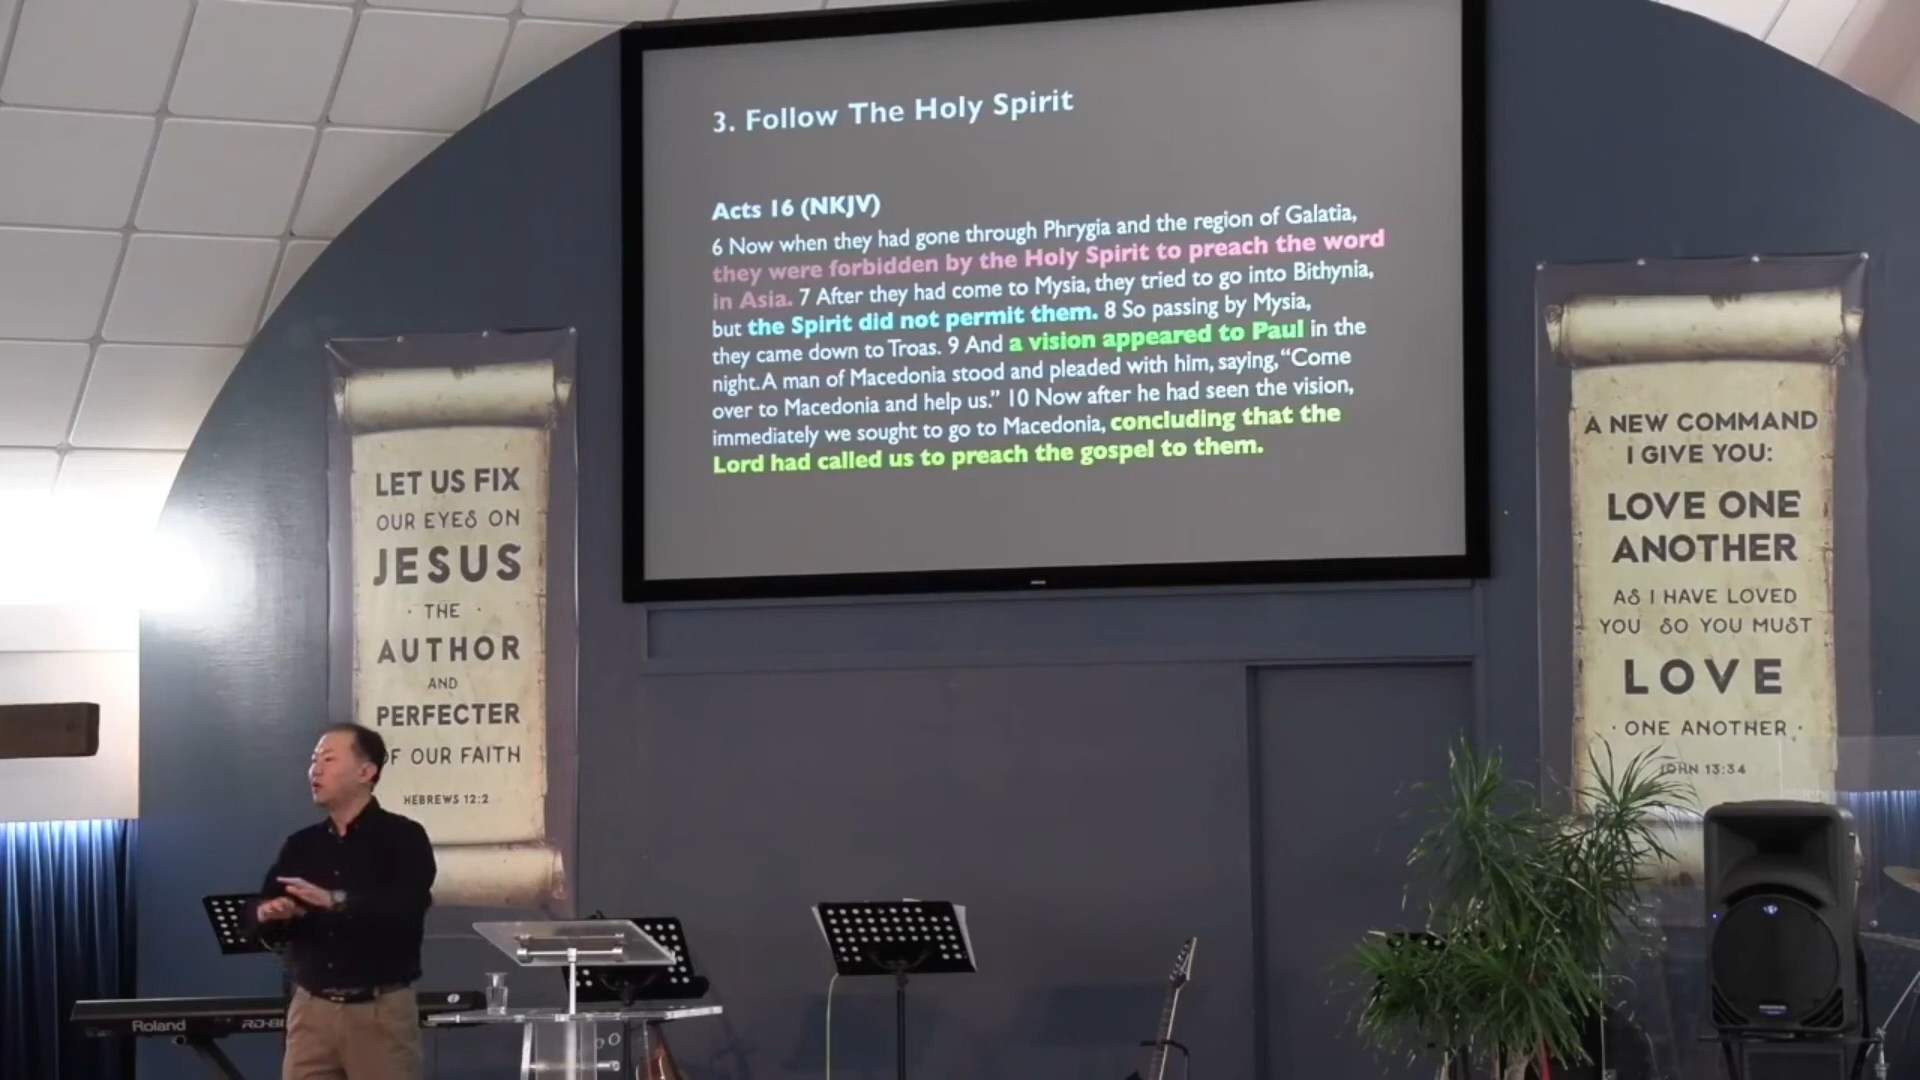 3. Follow The Holy Spirit
Acts 16 (NKJV)
6 Now when they had gone through Phrygia and the region of Galatia,
they were forbidden by the Holy Spirit to preach the word
in Asia. 7 After they had come to Mysia, they tried to go into Bithynia,
but the Spirit did not permit them. 8 So passing by Mysia,
they came down to Troas. 9 And a vision appeared to Paul in the
night. A man of Macedonia stood and pleaded with him, saying, “Come
over to Macedonia and help us.” 10 Now after he had seen the vision,
immediately we sought to go to Macedonia, concluding that the
Lord had called us to preach the gospel to them.
LET US FIX
OUR EYES ON
JESUS
· THE ·
AUTHOR
AND
PERFECTER
OF OUR FAITH
HEBREWS 12:2
A NEW COMMAND
I GIVE YOU:
LOVE ONE
ANOTHER
AS I HAVE LOVED
YOU SO YOU MUST
LOVE
· ONE ANOTHER ·
JOHN 13:34
Roland